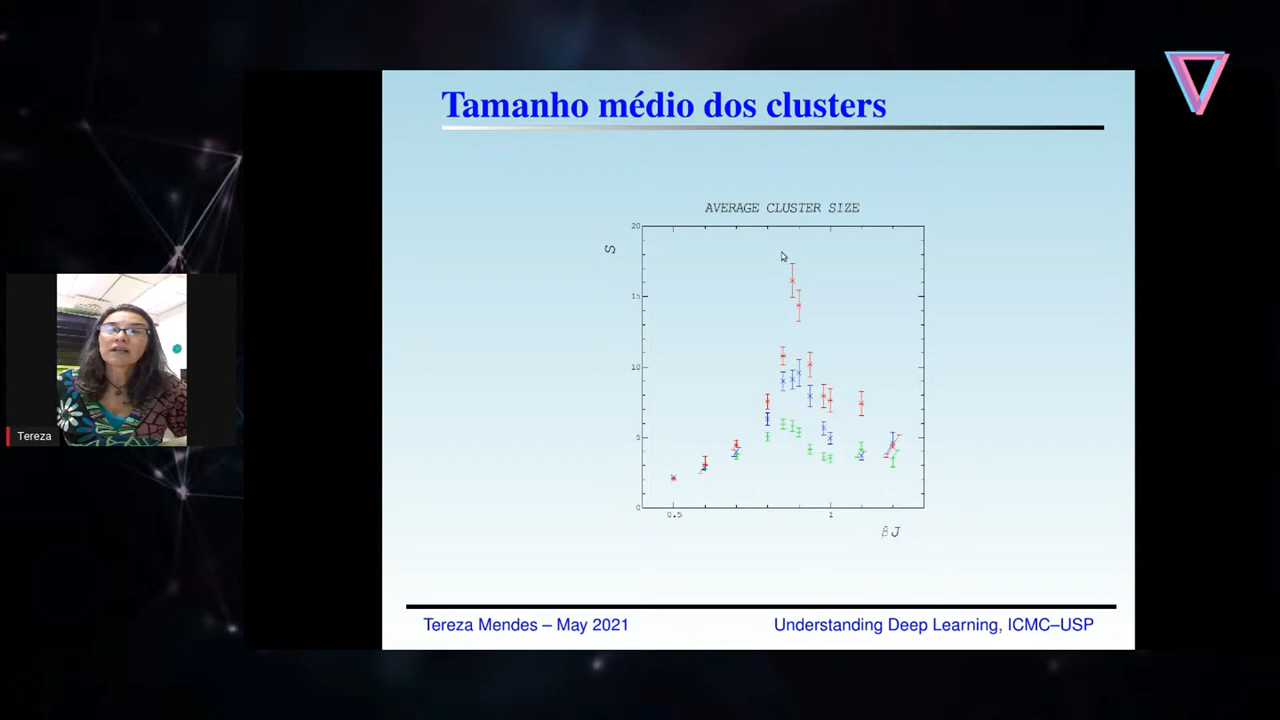 Tamanho médio dos clusters
AVERAGE CLUSTER SIZE
S
20
15
10
5
0
0.5
1
βJ
Tereza
Tereza Mendes – May 2021
Understanding Deep Learning, ICMC–USP